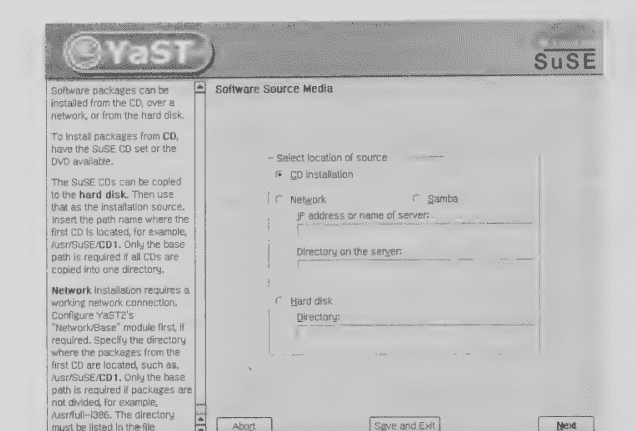 YaST
SuSE
Software packages can be
installed from the CD, over a
network, or from the hard disk.
To install packages from CD,
have the SuSE CD set or the
DVD available.
The SuSE CDs can be copied
to the hard disk. Then use
that as the installation source.
Insert the path name where the
first CD is located, for example,
/usr/SuSE/CD1. Only the base
path is required if all CDs are
copied into one directory.
Network installation requires a
working network connection.
Configure YaST2's
"Network/Base" module first, if
required. Specify the directory
where the packages from the
first CD are located, such as,
/usr/SuSE/CD1. Only the base
path is required if packages are
not divided, for example,
/usr/full-i386. The directory
must be listed in the file
Software Source Media
Select location of source
CD Installation
Network
Samba
IP address or name of server:
Directory on the server:
Hard disk
Directory:
Abort
Save and Exit
Next